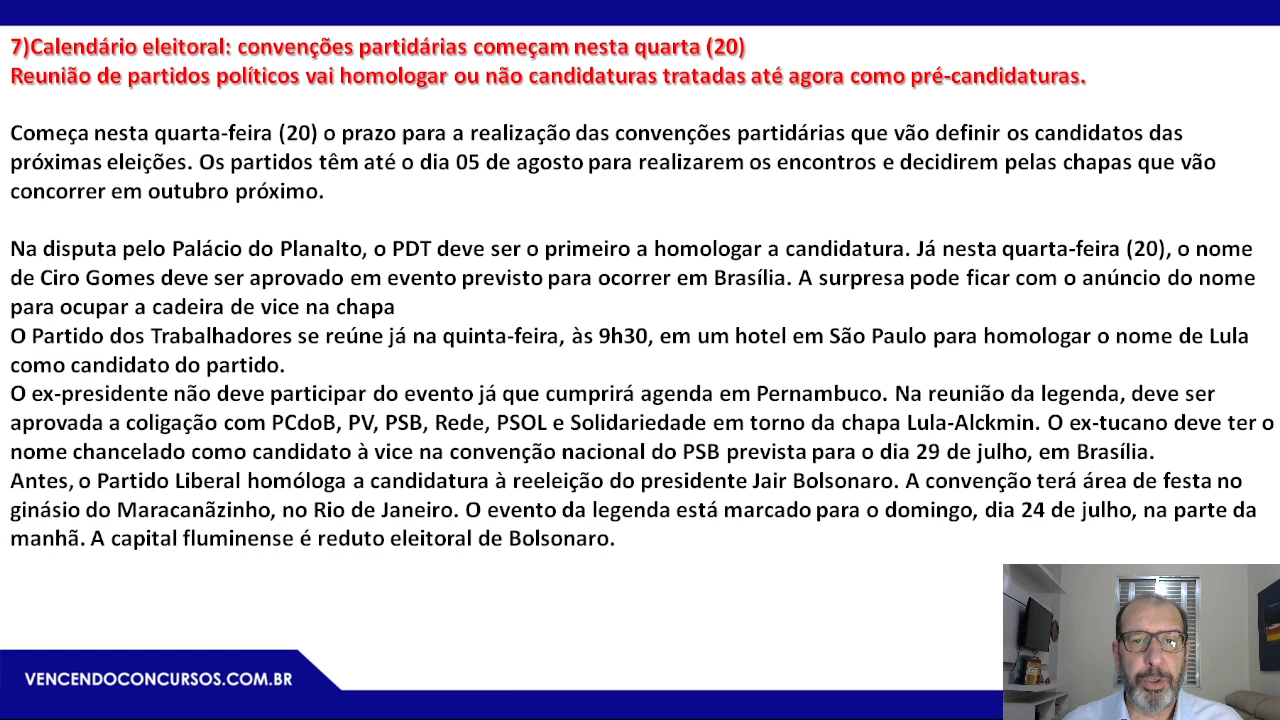 7)Calendário eleitoral: convenções partidárias começam nesta quarta (20)
Reunião de partidos políticos vai homologar ou não candidaturas tratadas até agora como pré-candidaturas.
Começa nesta quarta-feira (20) o prazo para a realização das convenções partidárias que vão definir os candidatos das
próximas eleições. Os partidos têm até o dia 05 de agosto para realizarem os encontros e decidirem pelas chapas que vão
concorrer em outubro próximo.
Na disputa pelo Palácio do Planalto, o PDT deve ser o primeiro a homologar a candidatura. Já nesta quarta-feira (20), o nome
de Ciro Gomes deve ser aprovado em evento previsto para ocorrer em Brasília. A surpresa pode ficar com o anúncio do nome
para ocupar a cadeira de vice na chapa
O Partido dos Trabalhadores se reúne já na quinta-feira, às 9h30, em um hotel em São Paulo para homologar o nome de Lula
como candidato do partido.
O ex-presidente não deve participar do evento já que cumprirá agenda em Pernambuco. Na reunião da legenda, deve ser
aprovada a coligação com PCdoB, PV, PSB, Rede, PSOL e Solidariedade em torno da chapa Lula-Alckmin. O ex-tucano deve ter o
nome chancelado como candidato à vice na convenção nacional do PSB prevista para o dia 29 de julho, em Brasília.
Antes, o Partido Liberal homóloga a candidatura à reeleição do presidente Jair Bolsonaro. A convenção terá área de festa no
ginásio do Maracanãzinho, no Rio de Janeiro. O evento da legenda está marcado para o domingo, dia 24 de julho, na parte da
manhã. A capital fluminense é reduto eleitoral de Bolsonaro.
VENCENDOCONCURSOS.COM.BR